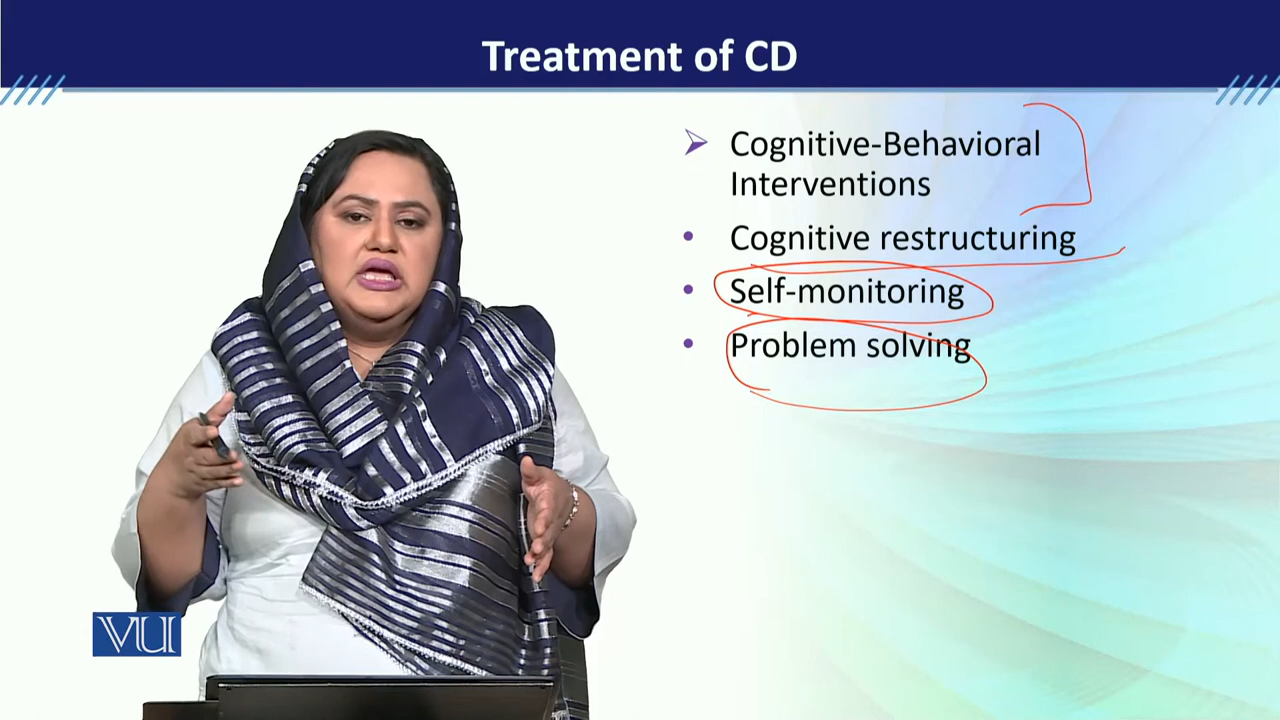 Treatment of CD
Cognitive-Behavioral
Interventions
Cognitive restructuring
Self-monitoring
Problem solving
VU